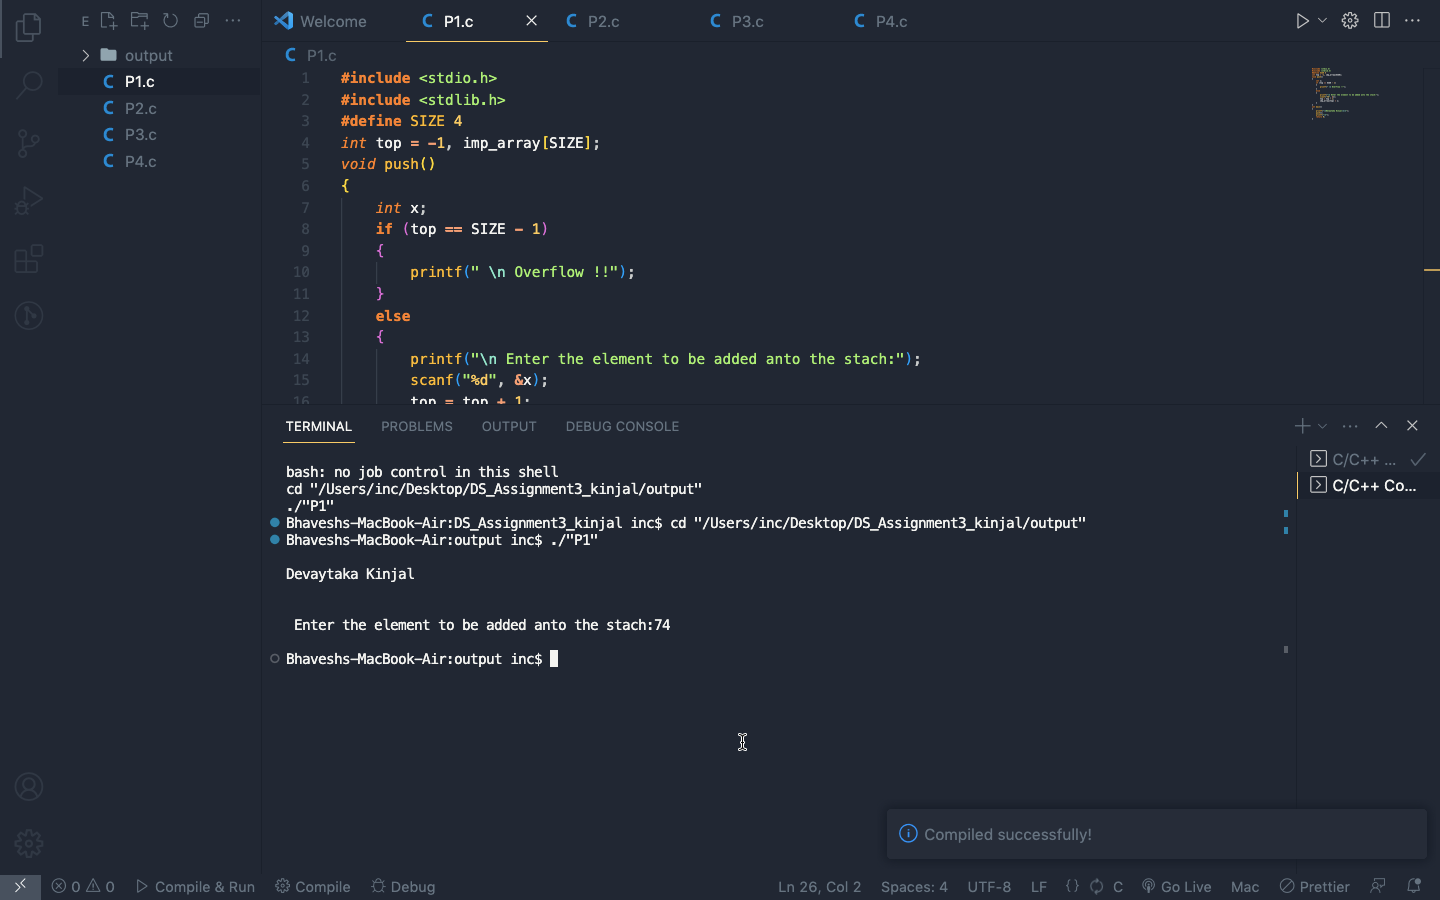 E
Welcome
P1.c
P2.c
P3.c
P4.c
output
P1.c
P2.c
P3.c
P4.c
P1.c
1 #include <stdio.h>
2 #include <stdlib.h>
3 #define SIZE 4
4 int top = -1, imp_array[SIZE];
5 void push()
6 {
7 int x;
8 if (top == SIZE - 1)
9 {
10 printf(" \n Overflow !!");
11 }
12 else
13 {
14 printf("\n Enter the element to be added anto the stach:");
15 scanf("%d", &x);
16 top = top + 1;
TERMINAL PROBLEMS OUTPUT DEBUG CONSOLE
C/C++ ...
C/C++ Co...
bash: no job control in this shell
cd "/Users/inc/Desktop/DS_Assignment3_kinjal/output"
./"P1"
Bhaveshs-MacBook-Air:DS_Assignment3_kinjal inc$ cd "/Users/inc/Desktop/DS_Assignment3_kinjal/output"
Bhaveshs-MacBook-Air:output inc$ ./"P1"
Devaytaka Kinjal
Enter the element to be added anto the stach:74
Bhaveshs-MacBook-Air:output inc$
Compiled successfully!
0 0 Compile & Run Compile Debug Ln 26, Col 2 Spaces: 4 UTF-8 LF {} C Go Live Mac Prettier